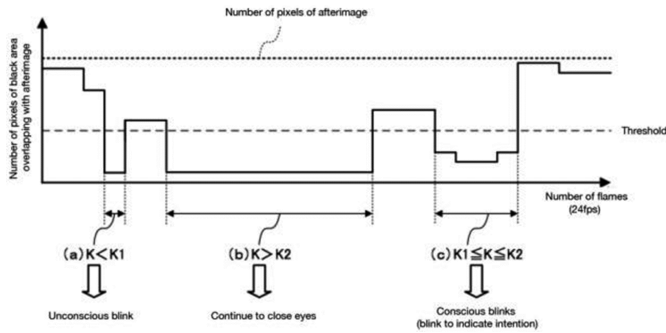 Number of pixels of afterimage
Number of pixels of black area
overlapping with afterimage
Threshold
Number of flames
(24fps)
(a) K<K1
(b) K>K2
(c) K1≦K≦K2
Unconscious blink
Continue to close eyes
Conscious blinks
(blink to indicate intention)